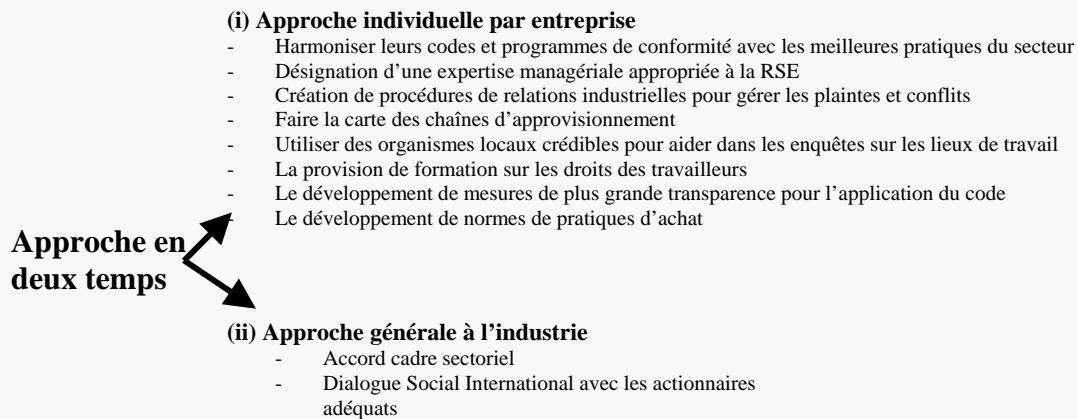 (i) Approche individuelle par entreprise
- Harmoniser leurs codes et programmes de conformité avec les meilleures pratiques du secteur
- Désignation d’une expertise managériale appropriée à la RSE
- Création de procédures de relations industrielles pour gérer les plaintes et conflits
- Faire la carte des chaînes d’approvisionnement
- Utiliser des organismes locaux crédibles pour aider dans les enquêtes sur les lieux de travail
- La provision de formation sur les droits des travailleurs
- Le développement de mesures de plus grande transparence pour l’application du code
- Le développement de normes de pratiques d’achat
Approche en
deux temps
(ii) Approche générale à l’industrie
- Accord cadre sectoriel
- Dialogue Social International avec les actionnaires
adéquats